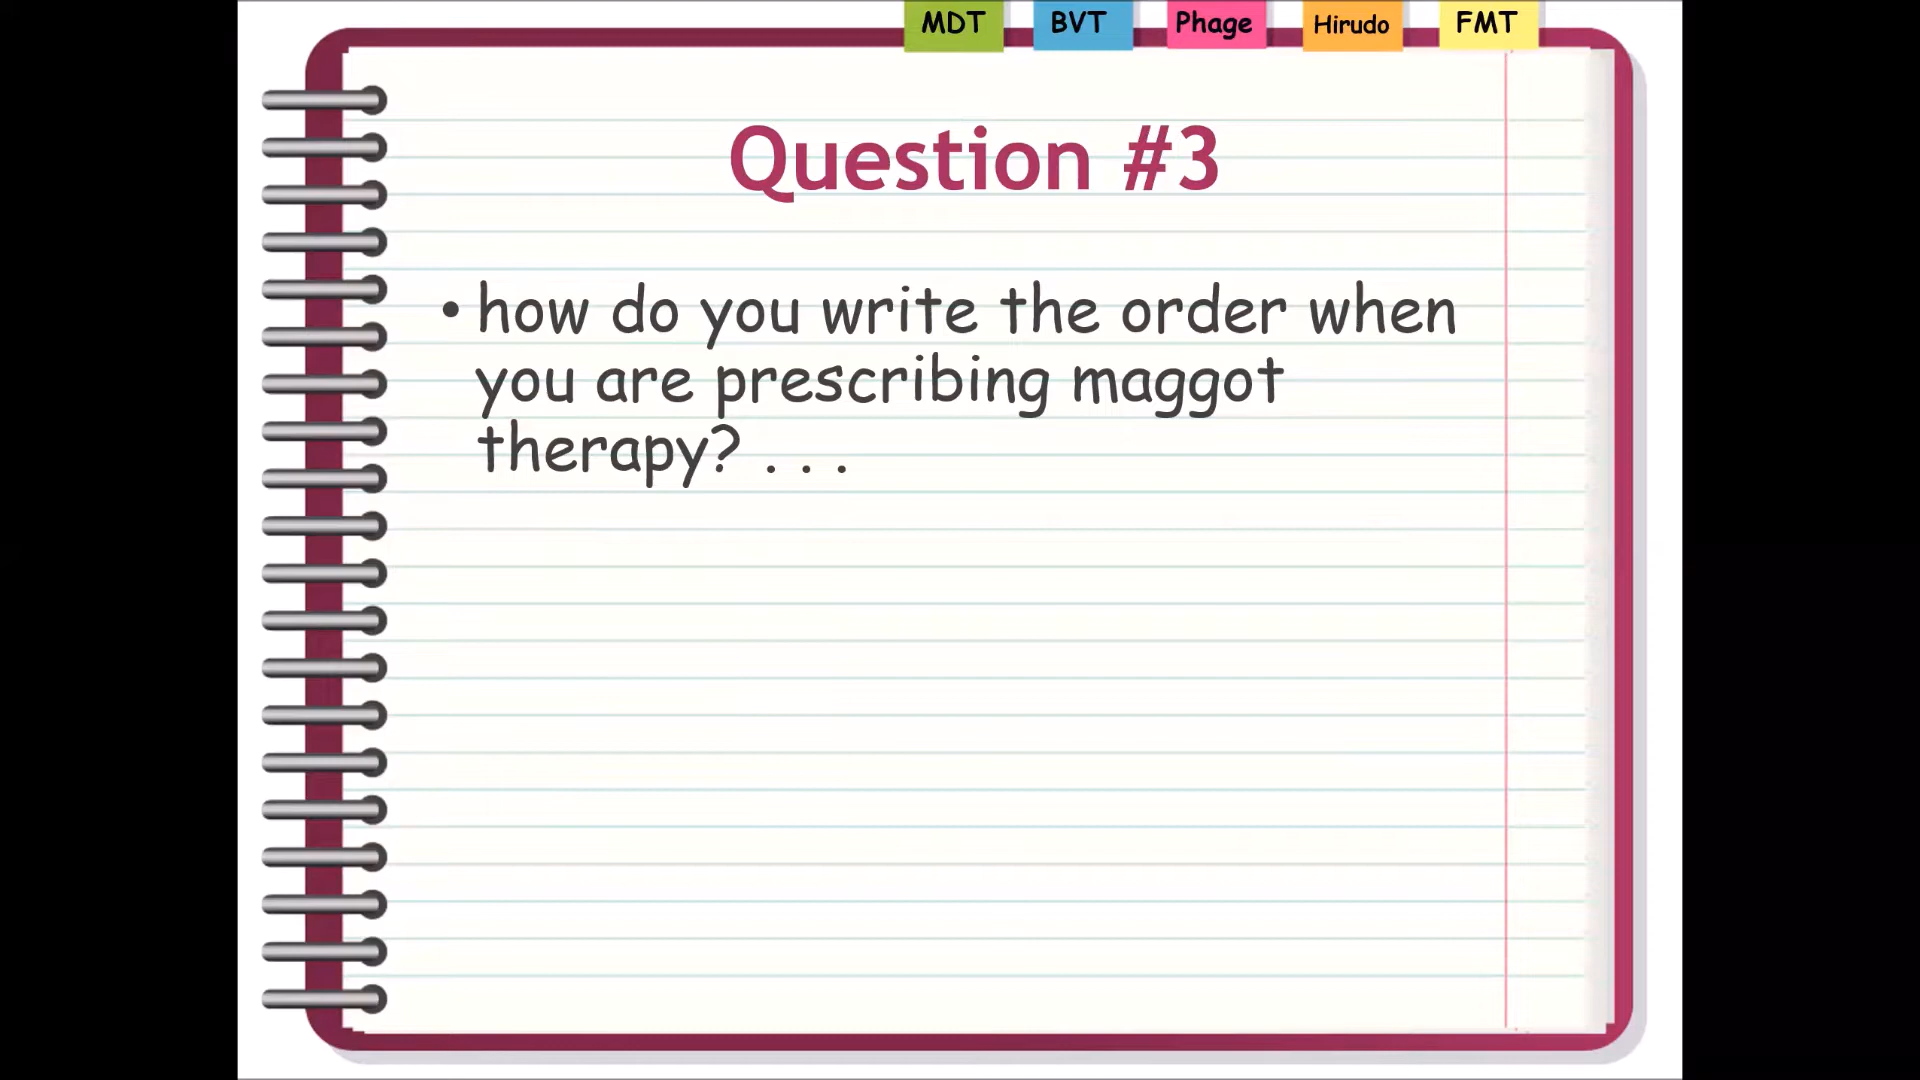 MDT BVT Phage Hirudo FMT
Question #3
• how do you write the order when
you are prescribing maggot
therapy? . . .